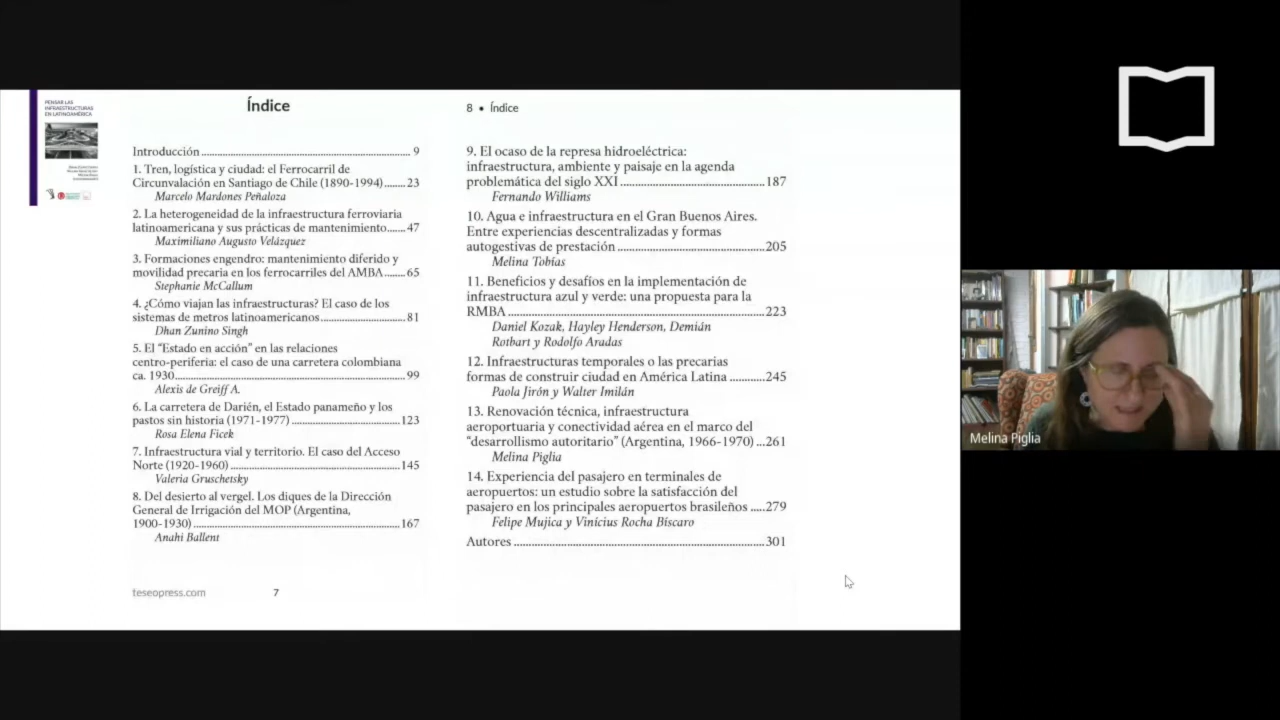 PENSAR LAS
INFRAESTRUCTURAS
EN LATINOAMÉRICA
Índice
Introducción ........ 9
1. Tren, logística y ciudad: el Ferrocarril de
Circunvalación en Santiago de Chile (1890-1994) ....... 23
Marcelo Mardones Peñaloza
2. La heterogeneidad de la infraestructura ferroviaria
latinoamericana y sus prácticas de mantenimiento ...... 47
Maximiliano Augusto Velázquez
3. Formaciones engendro: mantenimiento diferido y
movilidad precaria en los ferrocarriles del AMBA ....... 65
Stephanie McCallum
4. ¿Cómo viajan las infraestructuras? El caso de los
sistemas de metros latinoamericanos ........ 81
Dhan Zunino Singh
5. El “Estado en acción” en las relaciones
centro-periferia: el caso de una carretera colombiana
ca. 1930 ........ 99
Alexis de Greiff A.
6. La carretera de Darién, el Estado panameño y los
pastos sin historia (1971-1977) ........ 123
Rosa Elena Ficek
7. Infraestructura vial y territorio. El caso del Acceso
Norte (1920-1960) ........ 145
Valeria Gruschetsky
8. Del desierto al vergel. Los diques de la Dirección
General de Irrigación del MOP (Argentina,
1900-1930) ........ 167
Anahi Ballent
teseopress.com 7
8 • Índice
9. El ocaso de la represa hidroeléctrica:
infraestructura, ambiente y paisaje en la agenda
problemática del siglo XXI ........ 187
Fernando Williams
10. Agua e infraestructura en el Gran Buenos Aires.
Entre experiencias descentralizadas y formas
autogestivas de prestación ........ 205
Melina Tobías
11. Beneficios y desafíos en la implementación de
infraestructura azul y verde: una propuesta para la
RMBA ........ 223
Daniel Kozak, Hayley Henderson, Demián
Rotbart y Rodolfo Aradas
12. Infraestructuras temporales o las precarias
formas de construir ciudad en América Latina ........ 245
Paola Jirón y Walter Imilán
13. Renovación técnica, infraestructura
aeroportuaria y conectividad aérea en el marco del
“desarrollismo autoritario” (Argentina, 1966-1970) ... 261
Melina Piglia
14. Experiencia del pasajero en terminales de
aeropuertos: un estudio sobre la satisfacción del
pasajero en los principales aeropuertos brasileños ..... 279
Felipe Mujica y Vinícius Rocha Bíscaro
Autores ........ 301
Melina Piglia